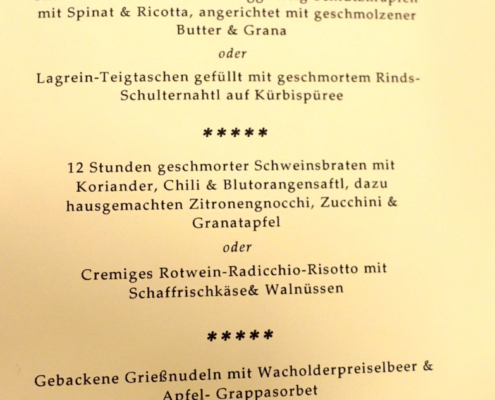 mit Spinat & Ricotta, angerichtet mit geschmolzener
Butter & Grana
oder
Lagrein-Teigtaschen gefüllt mit geschmortem Rinds-
Schulternahtl auf Kürbispüree
*****
12 Stunden geschmorter Schweinsbraten mit
Koriander, Chili & Blutorangensaftl, dazu
hausgemachten Zitronengnocchi, Zucchini &
Granatapfel
oder
Cremiges Rotwein-Radicchio-Risotto mit
Schaffrischkäse& Walnüssen
*****
Gebackene Grießnudeln mit Wacholderpreiselbeer &
Apfel- Grappasorbet